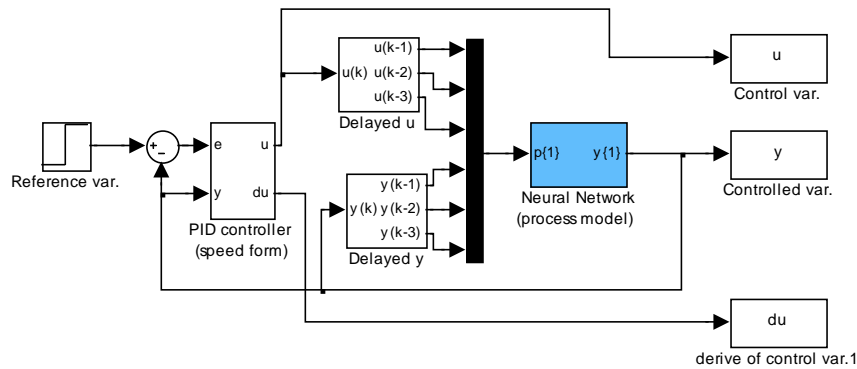 Reference var.
+
-
e
u
y
du
PID controller
(speed form)
u(k)
u(k-1)
u(k-2)
u(k-3)
Delayed u
y (k)
y (k-1)
y (k-2)
y (k-3)
Delayed y
p{1}
y {1}
Neural Network
(process model)
u
Control var.
y
Controlled var.
du
derive of control var.1